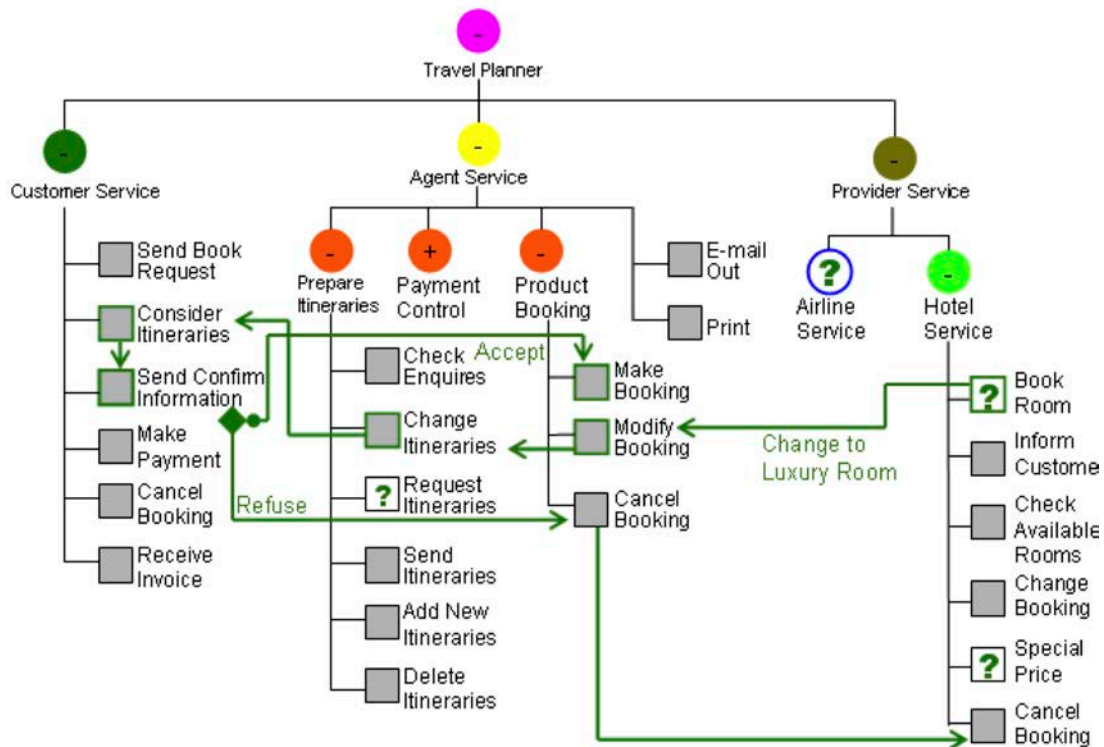 -
Travel Planner
-
Customer Service
-
Agent Service
-
Provider Service
Send Book
Request
Consider
Itineraries
Send Confirm
Information
Make
Payment
Cancel
Booking
Receive
Invoice
-
Prepare
Itineraries
+
Payment
Control
-
Product
Booking
E-mail
Out
Print
?
Airline
Service
-
Hotel
Service
Check
Enquires
Change
Itineraries
?
Request
Itineraries
Send
Itineraries
Add New
Itineraries
Delete
Itineraries
Accept
Refuse
Make
Booking
Modify
Booking
Cancel
Booking
Change to
Luxury Room
?
Book
Room
Inform
Custome
Check
Available
Rooms
Change
Booking
?
Special
Price
Cancel
Booking